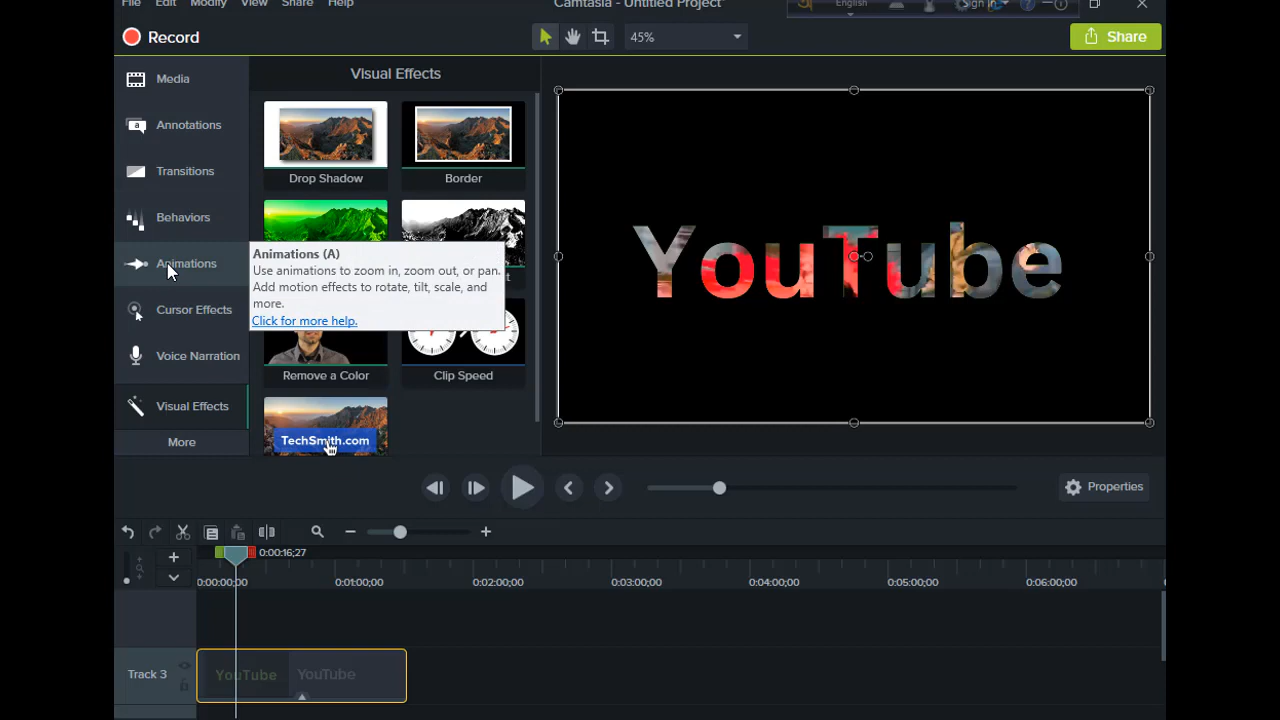 File Edit Modify View Share Help
Camtasia - Untitled Project*
English
Sign in
Record
45%
Share
Media
Annotations
Transitions
Behaviors
Animations
Cursor Effects
Voice Narration
Visual Effects
More
Visual Effects
Drop Shadow
Border
Animations (A)
Use animations to zoom in, zoom out, or pan.
Add motion effects to rotate, tilt, scale, and
more.
Click for more help.
Remove a Color
Clip Speed
TechSmith.com
YouTube
Properties
0:00:16;27
0:00:00;00 0:01:00;00 0:02:00;00 0:03:00;00 0:04:00;00 0:05:00;00 0:06:00;00
Track 3
YouTube YouTube